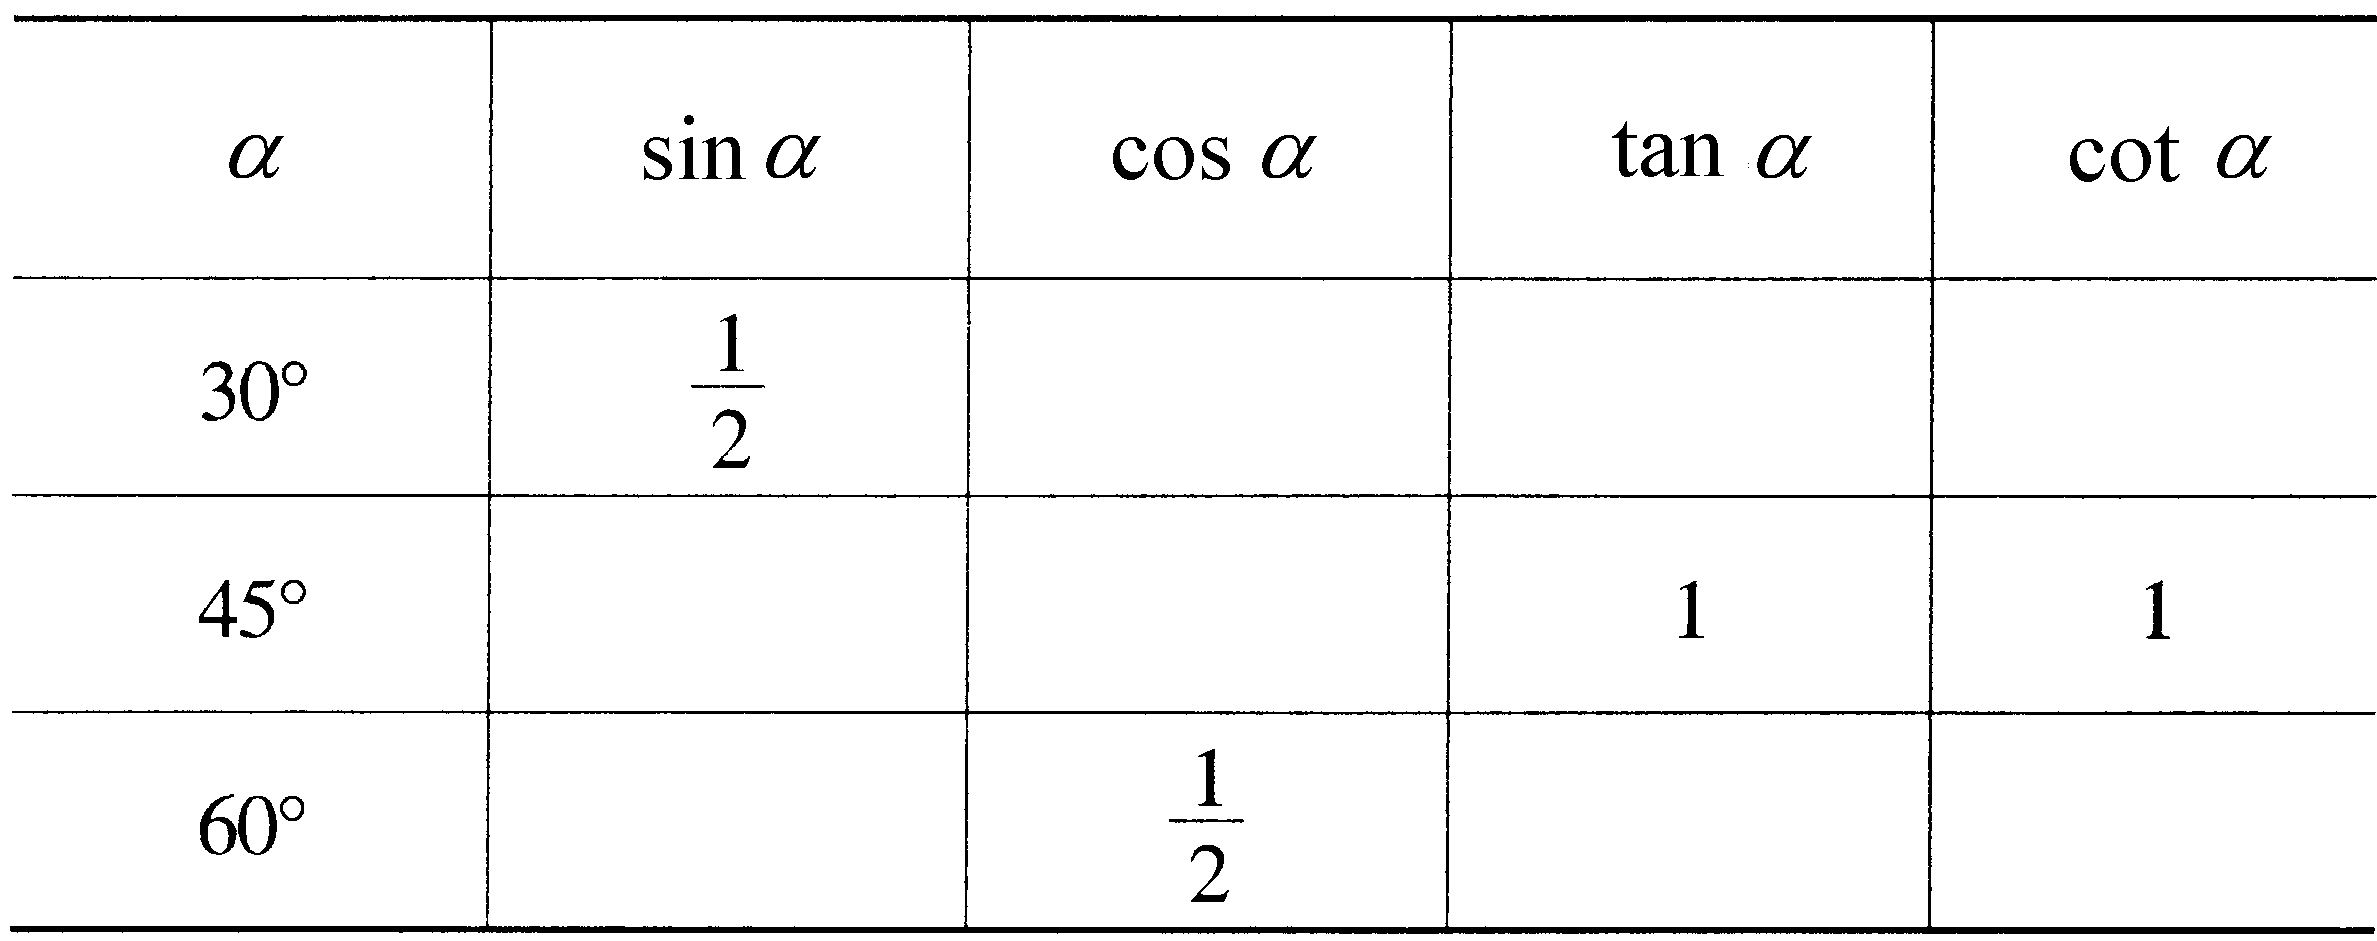 α sin α cos α tan α cot α
30° 1/2
45° 1 1
60° 1/2